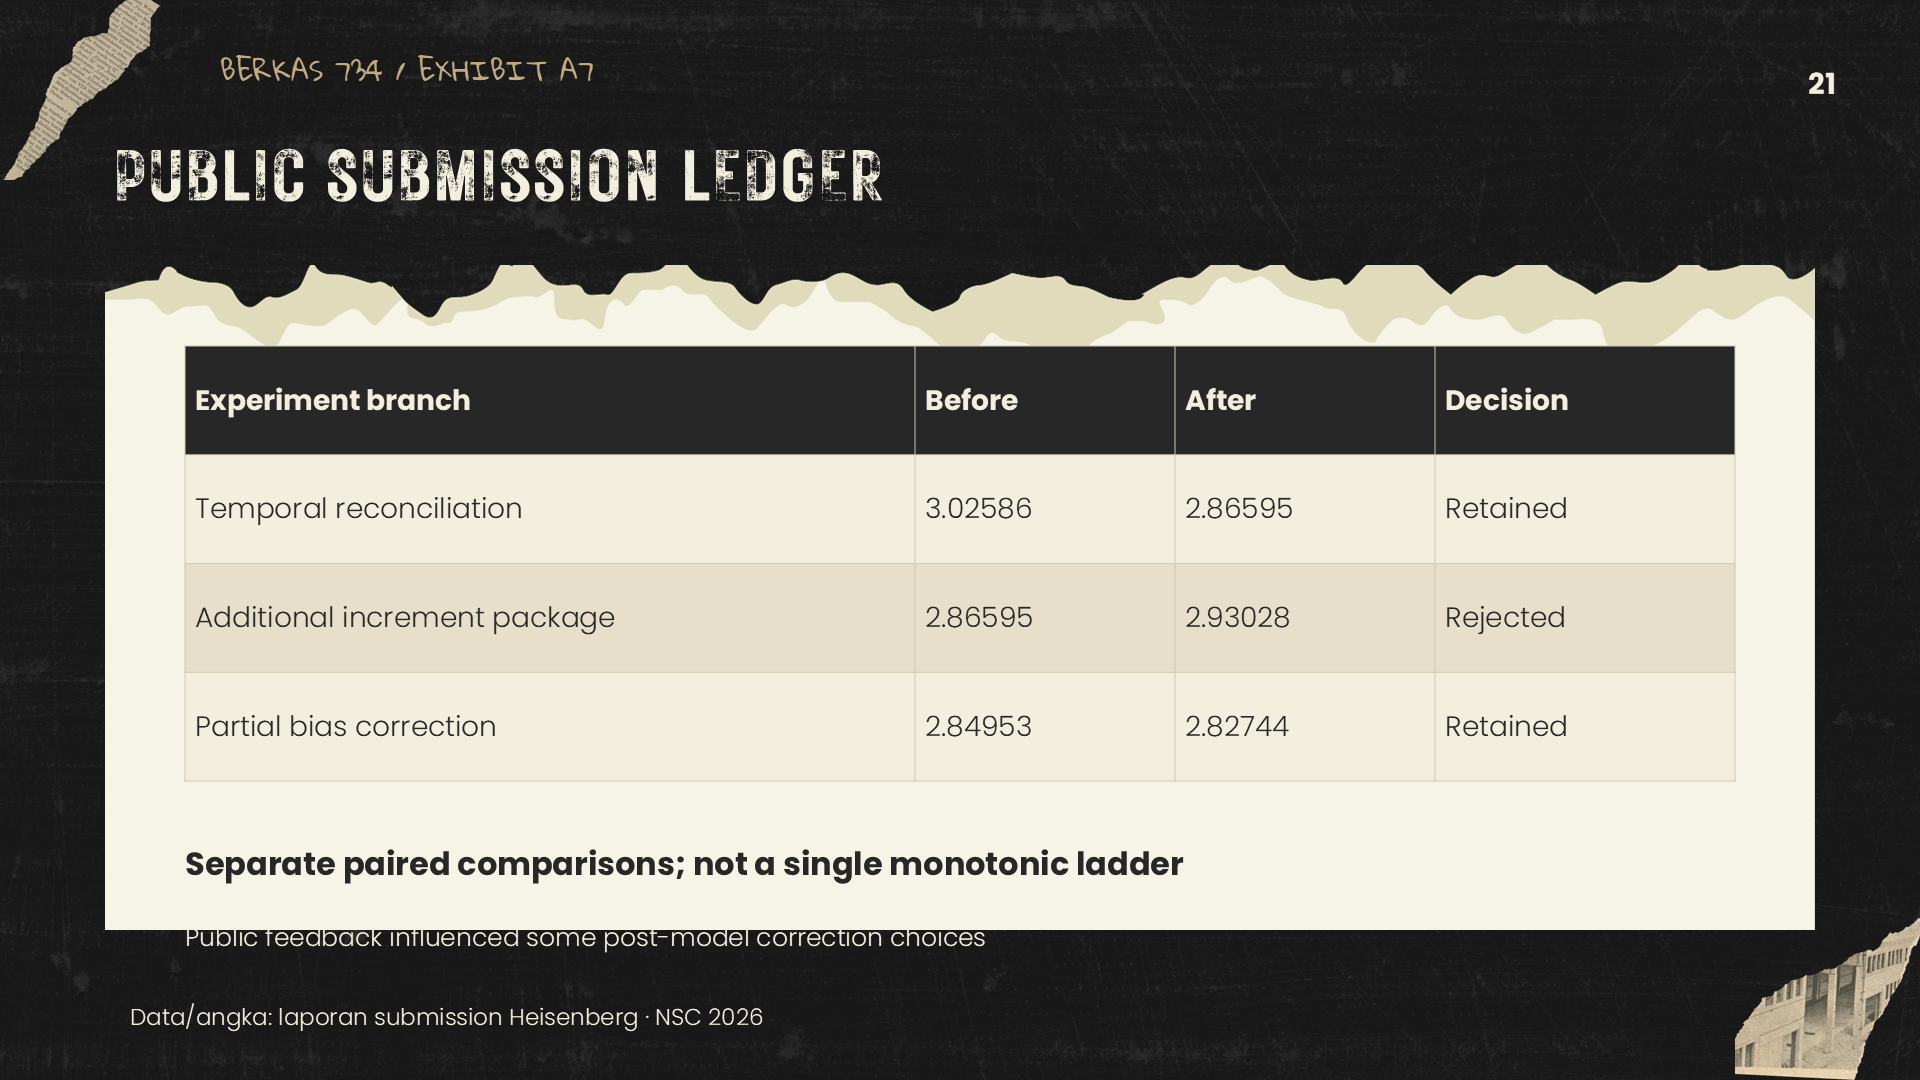 BERKAS 734 / EXHIBIT A7
21
PUBLIC SUBMISSION LEDGER
Experiment branch Before After Decision
Temporal reconciliation 3.02586 2.86595 Retained
Additional increment package 2.86595 2.93028 Rejected
Partial bias correction 2.84953 2.82744 Retained
Separate paired comparisons; not a single monotonic ladder
Public feedback influenced some post-model correction choices
Data/angka: laporan submission Heisenberg · NSC 2026